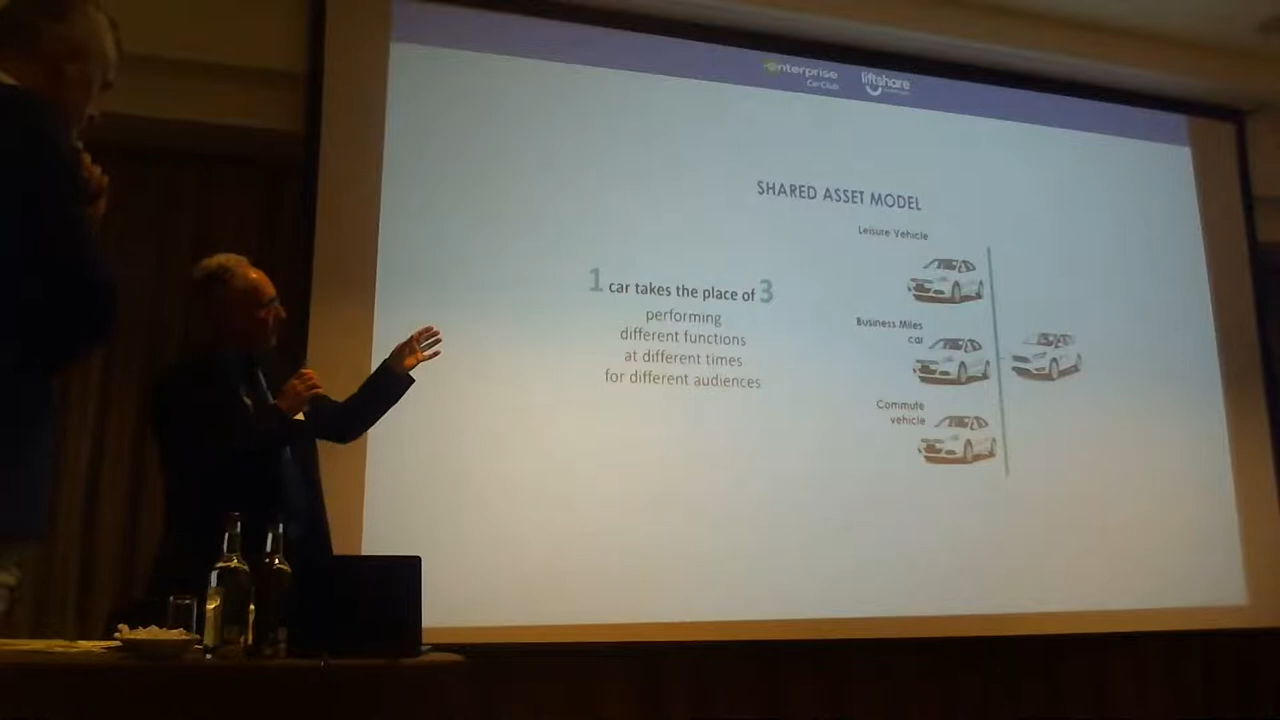 enterprise
CarClub
liftshare
SHARED ASSET MODEL
Leisure Vehicle
1 car takes the place of 3
performing
different functions
at different times
for different audiences
Business Miles
car
Commute
vehicle